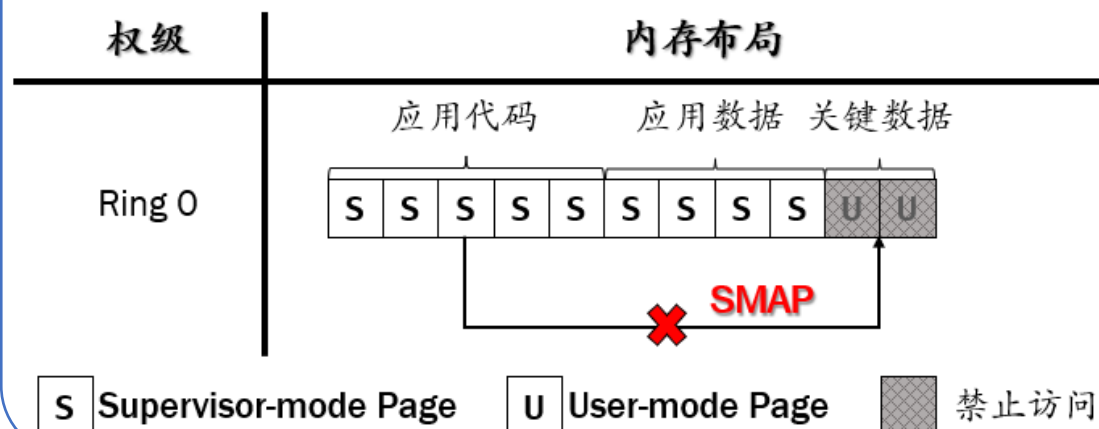 权级 内存布局
应用代码 应用数据 关键数据
Ring 0 S S S S S S S S S U U
SMAP
S Supervisor-mode Page U User-mode Page 禁止访问